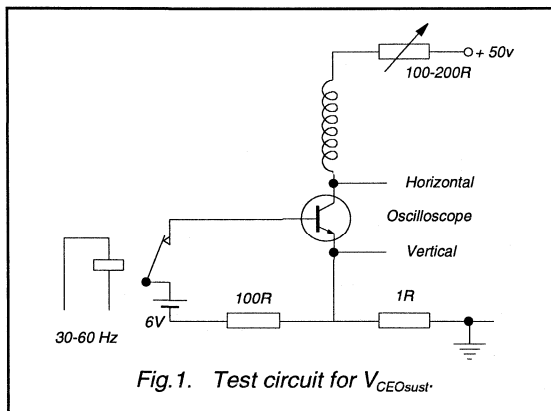 + 50v
100-200R
Horizontal
Oscilloscope
Vertical
100R
1R
6V
30-60 Hz
Fig.1. Test circuit for VCEOsust.